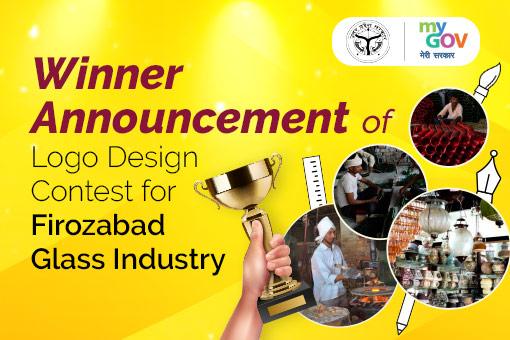 my
GOV
मेरी सरकार
Winner
Announcement of
Logo Design
Contest for
Firozabad
Glass Industry